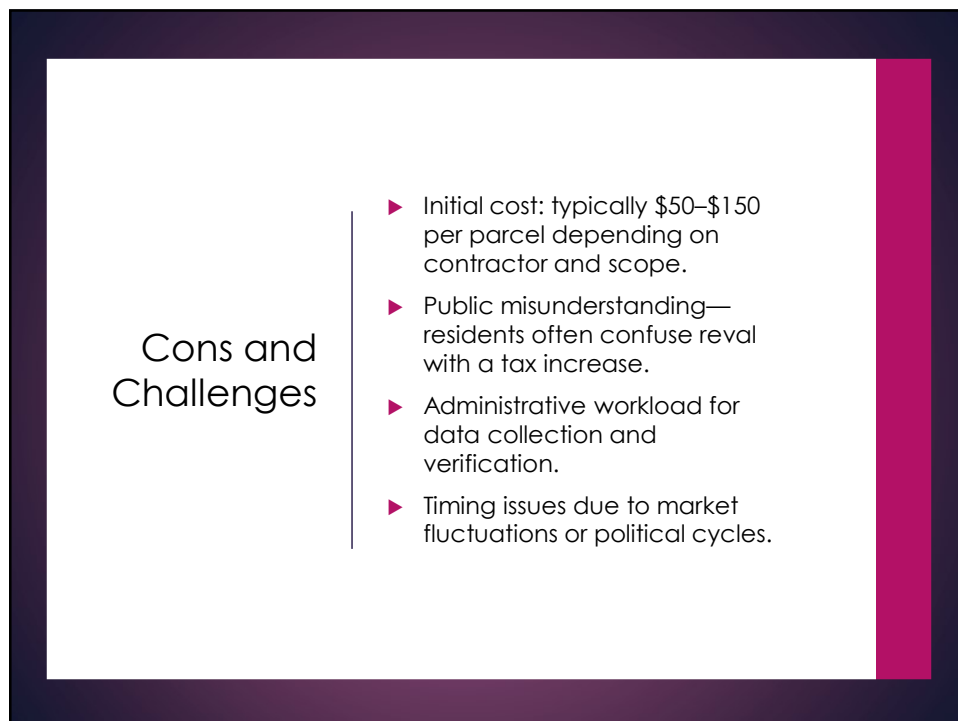 Cons and
Challenges
Initial cost: typically $50–$150
per parcel depending on
contractor and scope.
Public misunderstanding—
residents often confuse reval
with a tax increase.
Administrative workload for
data collection and
verification.
Timing issues due to market
fluctuations or political cycles.